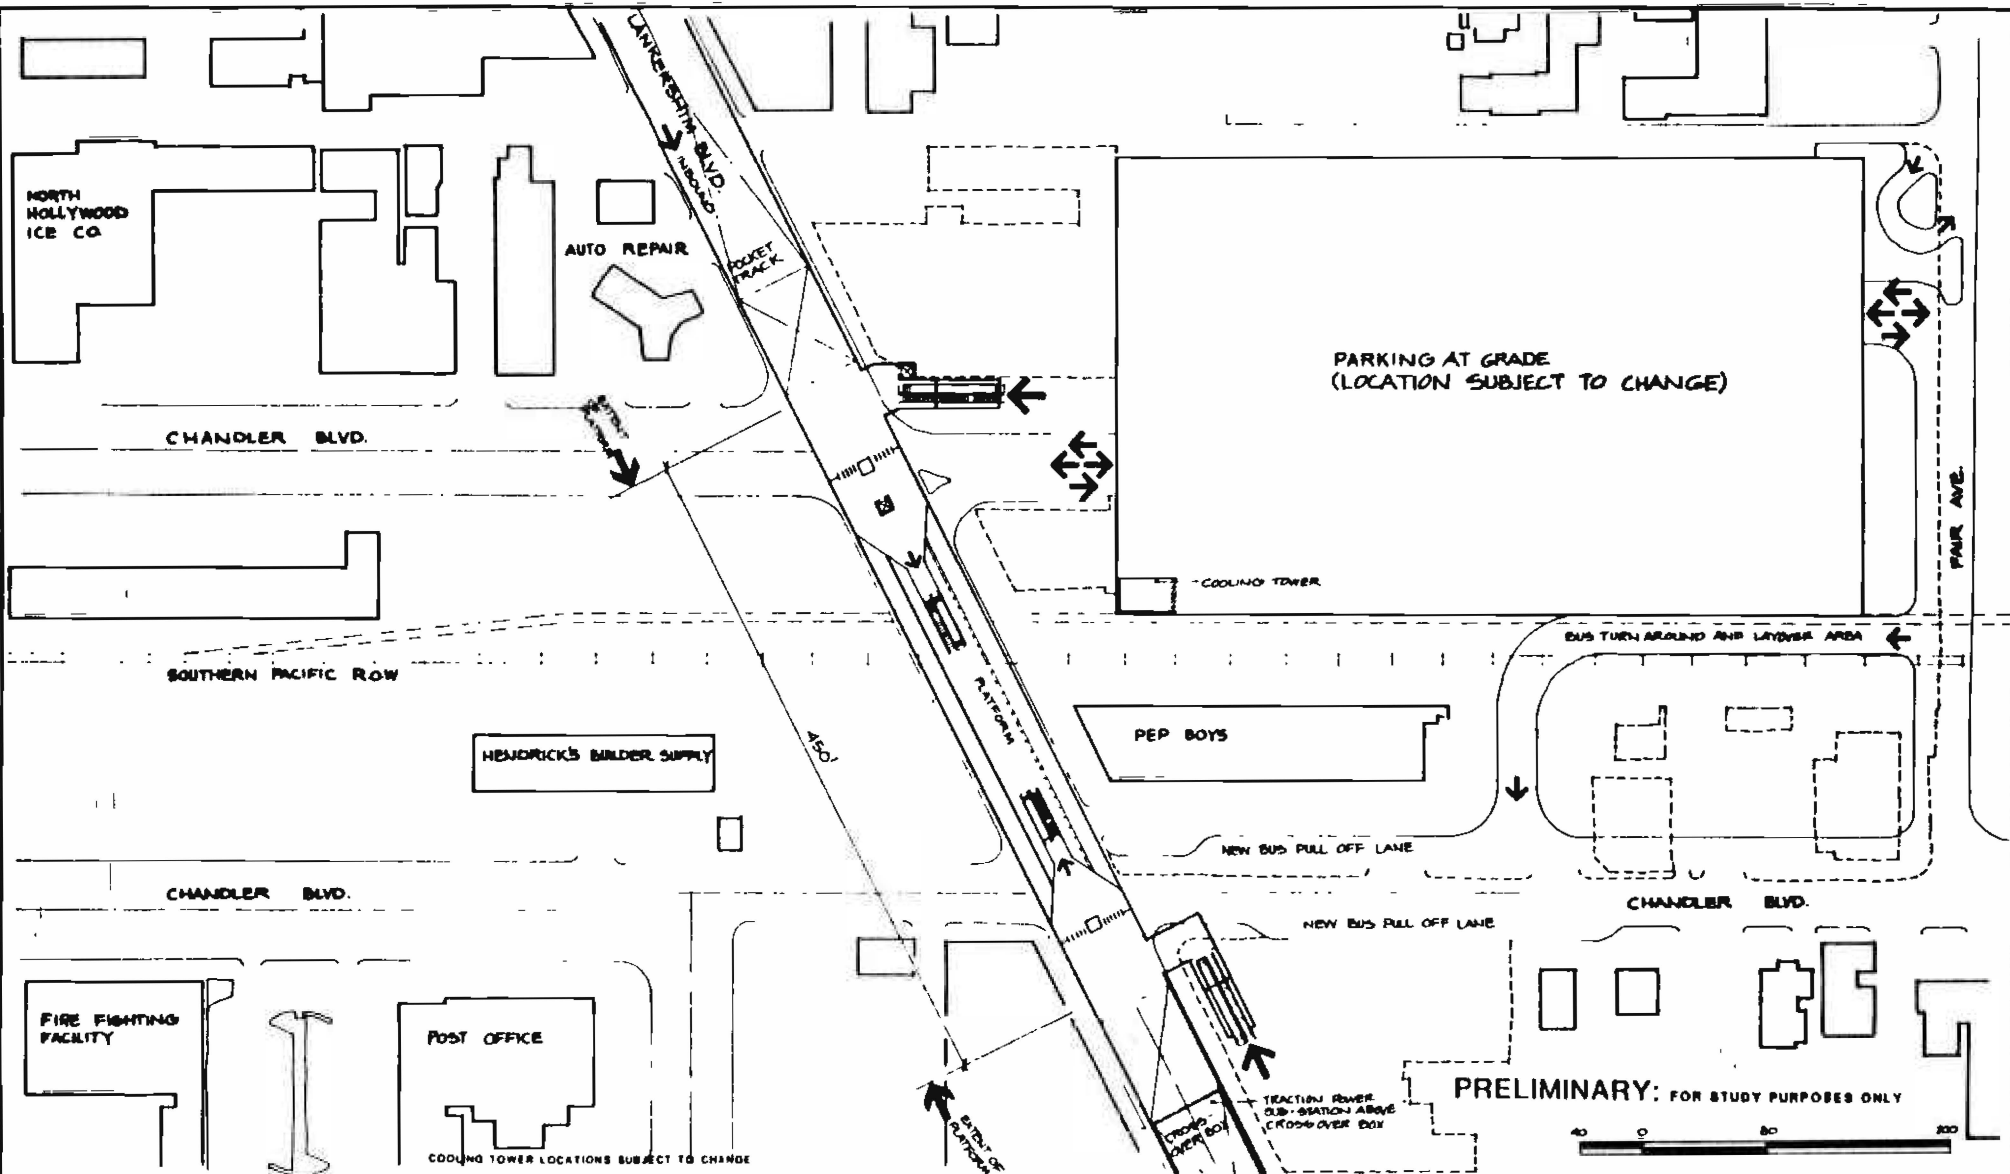 LANKERSHIM BLVD.
INBOUND
NORTH
HOLLYWOOD
ICE CO.
AUTO REPAIR
POCKET
TRACK
PARKING AT GRADE
(LOCATION SUBJECT TO CHANGE)
CHANDLER BLVD.
FAIR AVE.
COOLING TOWER
BUS TURN AROUND AND LAYOVER AREA
SOUTHERN PACIFIC ROW
PLATFORM
PEP BOYS
450'
HENDRICK'S BUILDER SUPPLY
NEW BUS PULL OFF LANE
CHANDLER BLVD.
CHANDLER BLVD.
NEW BUS PULL OFF LANE
FIRE FIGHTING
FACILITY
POST OFFICE
EXTENT OF
PLATFORM
CROSS
OVER BOX
TRACTION POWER
SUB-STATION ABOVE
CROSSOVER BOX
PRELIMINARY: FOR STUDY PURPOSES ONLY
40 0 80 200
COOLING TOWER LOCATIONS SUBJECT TO CHANGE